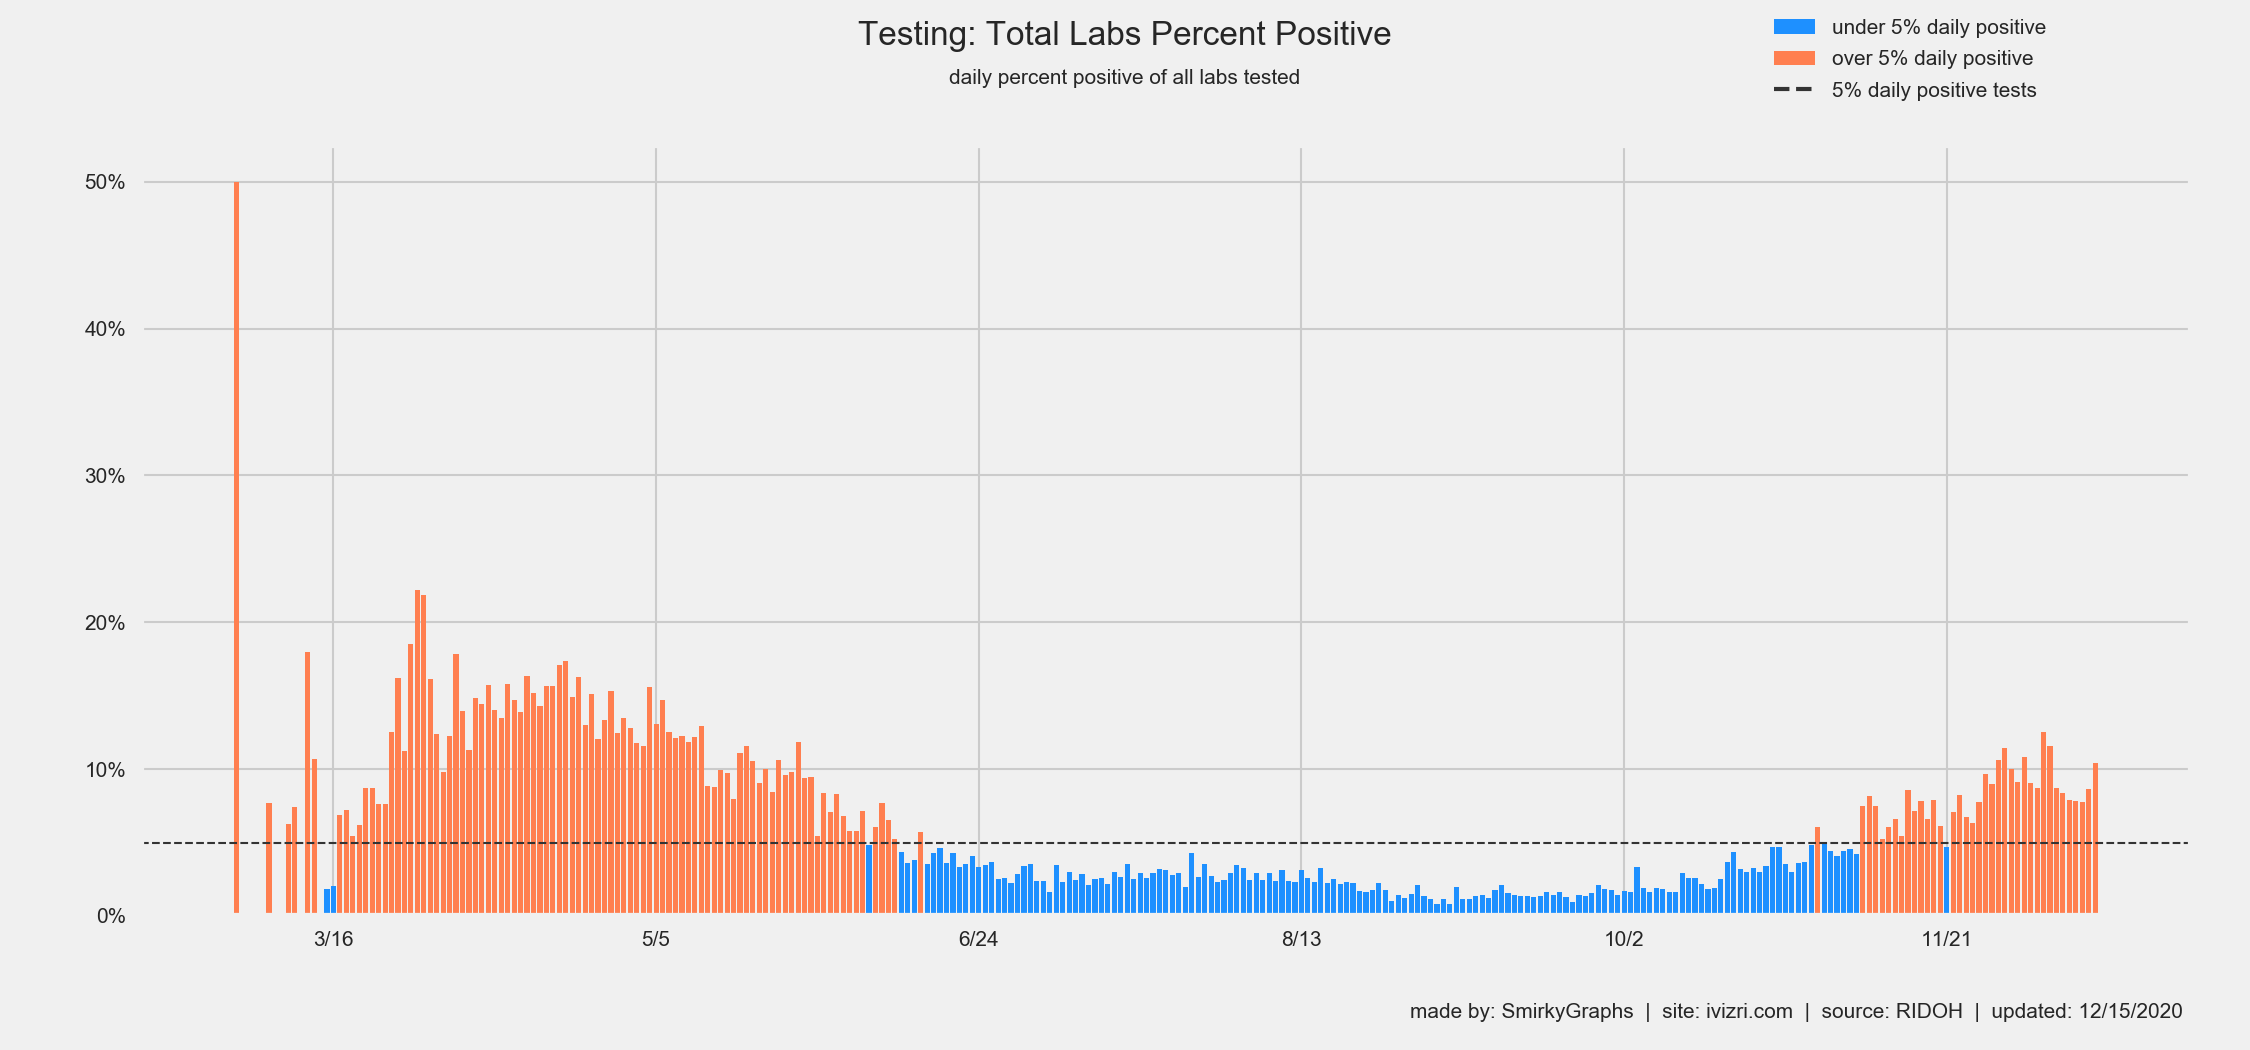 Testing: Total Labs Percent Positive
daily percent positive of all labs tested
under 5% daily positive
over 5% daily positive
5% daily positive tests
50%
40%
30%
20%
10%
0%
3/16
5/5
6/24
8/13
10/2
11/21
made by: SmirkyGraphs | site: ivizri.com | source: RIDOH | updated: 12/15/2020